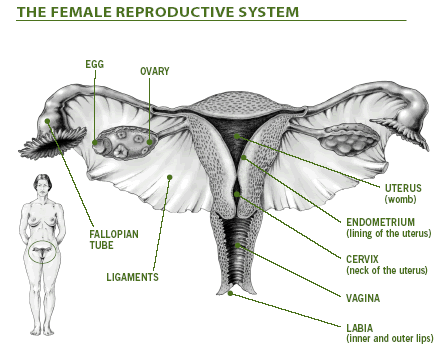 THE FEMALE REPRODUCTIVE SYSTEM
EGG
OVARY
UTERUS
(womb)
ENDOMETRIUM
(lining of the uterus)
FALLOPIAN
TUBE
CERVIX
(neck of the uterus)
LIGAMENTS
VAGINA
LABIA
(inner and outer lips)